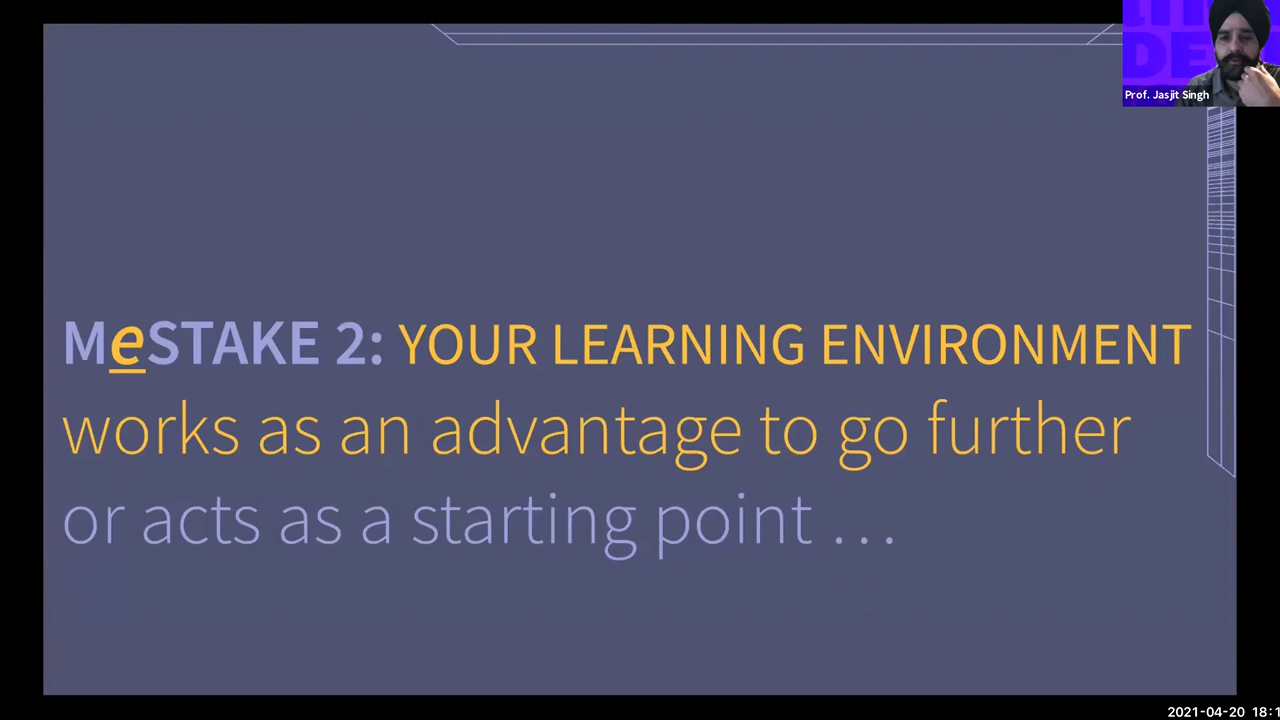 Prof. Jasjit Singh
MeSTAKE 2: YOUR LEARNING ENVIRONMENT
works as an advantage to go further
or acts as a starting point ...
2021-04-20 18:1